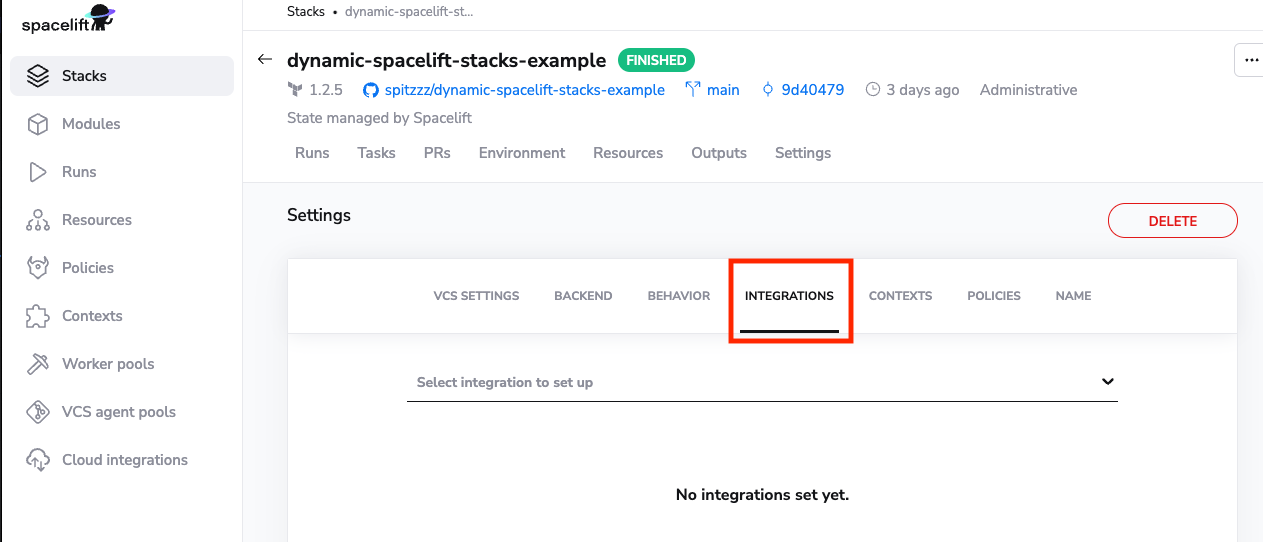 spacelift
Stacks
Modules
Runs
Resources
Policies
Contexts
Worker pools
VCS agent pools
Cloud integrations
Stacks • dynamic-spacelift-st...
dynamic-spacelift-stacks-example FINISHED
1.2.5 spitzzz/dynamic-spacelift-stacks-example main 9d40479 3 days ago Administrative
State managed by Spacelift
Runs Tasks PRs Environment Resources Outputs Settings
Settings
DELETE
VCS SETTINGS BACKEND BEHAVIOR INTEGRATIONS CONTEXTS POLICIES NAME
Select integration to set up
No integrations set yet.